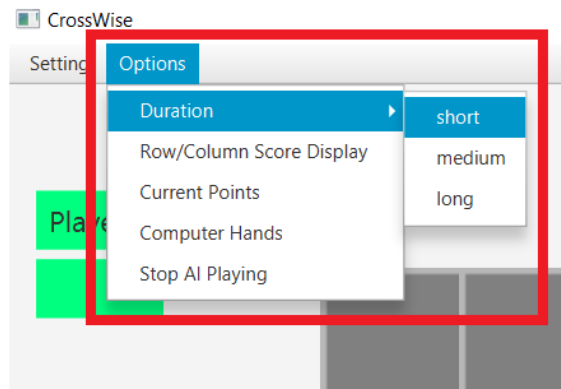 CrossWise
Setting Options
Duration
short
Row/Column Score Display
medium
Current Points
long
Computer Hands
Stop AI Playing